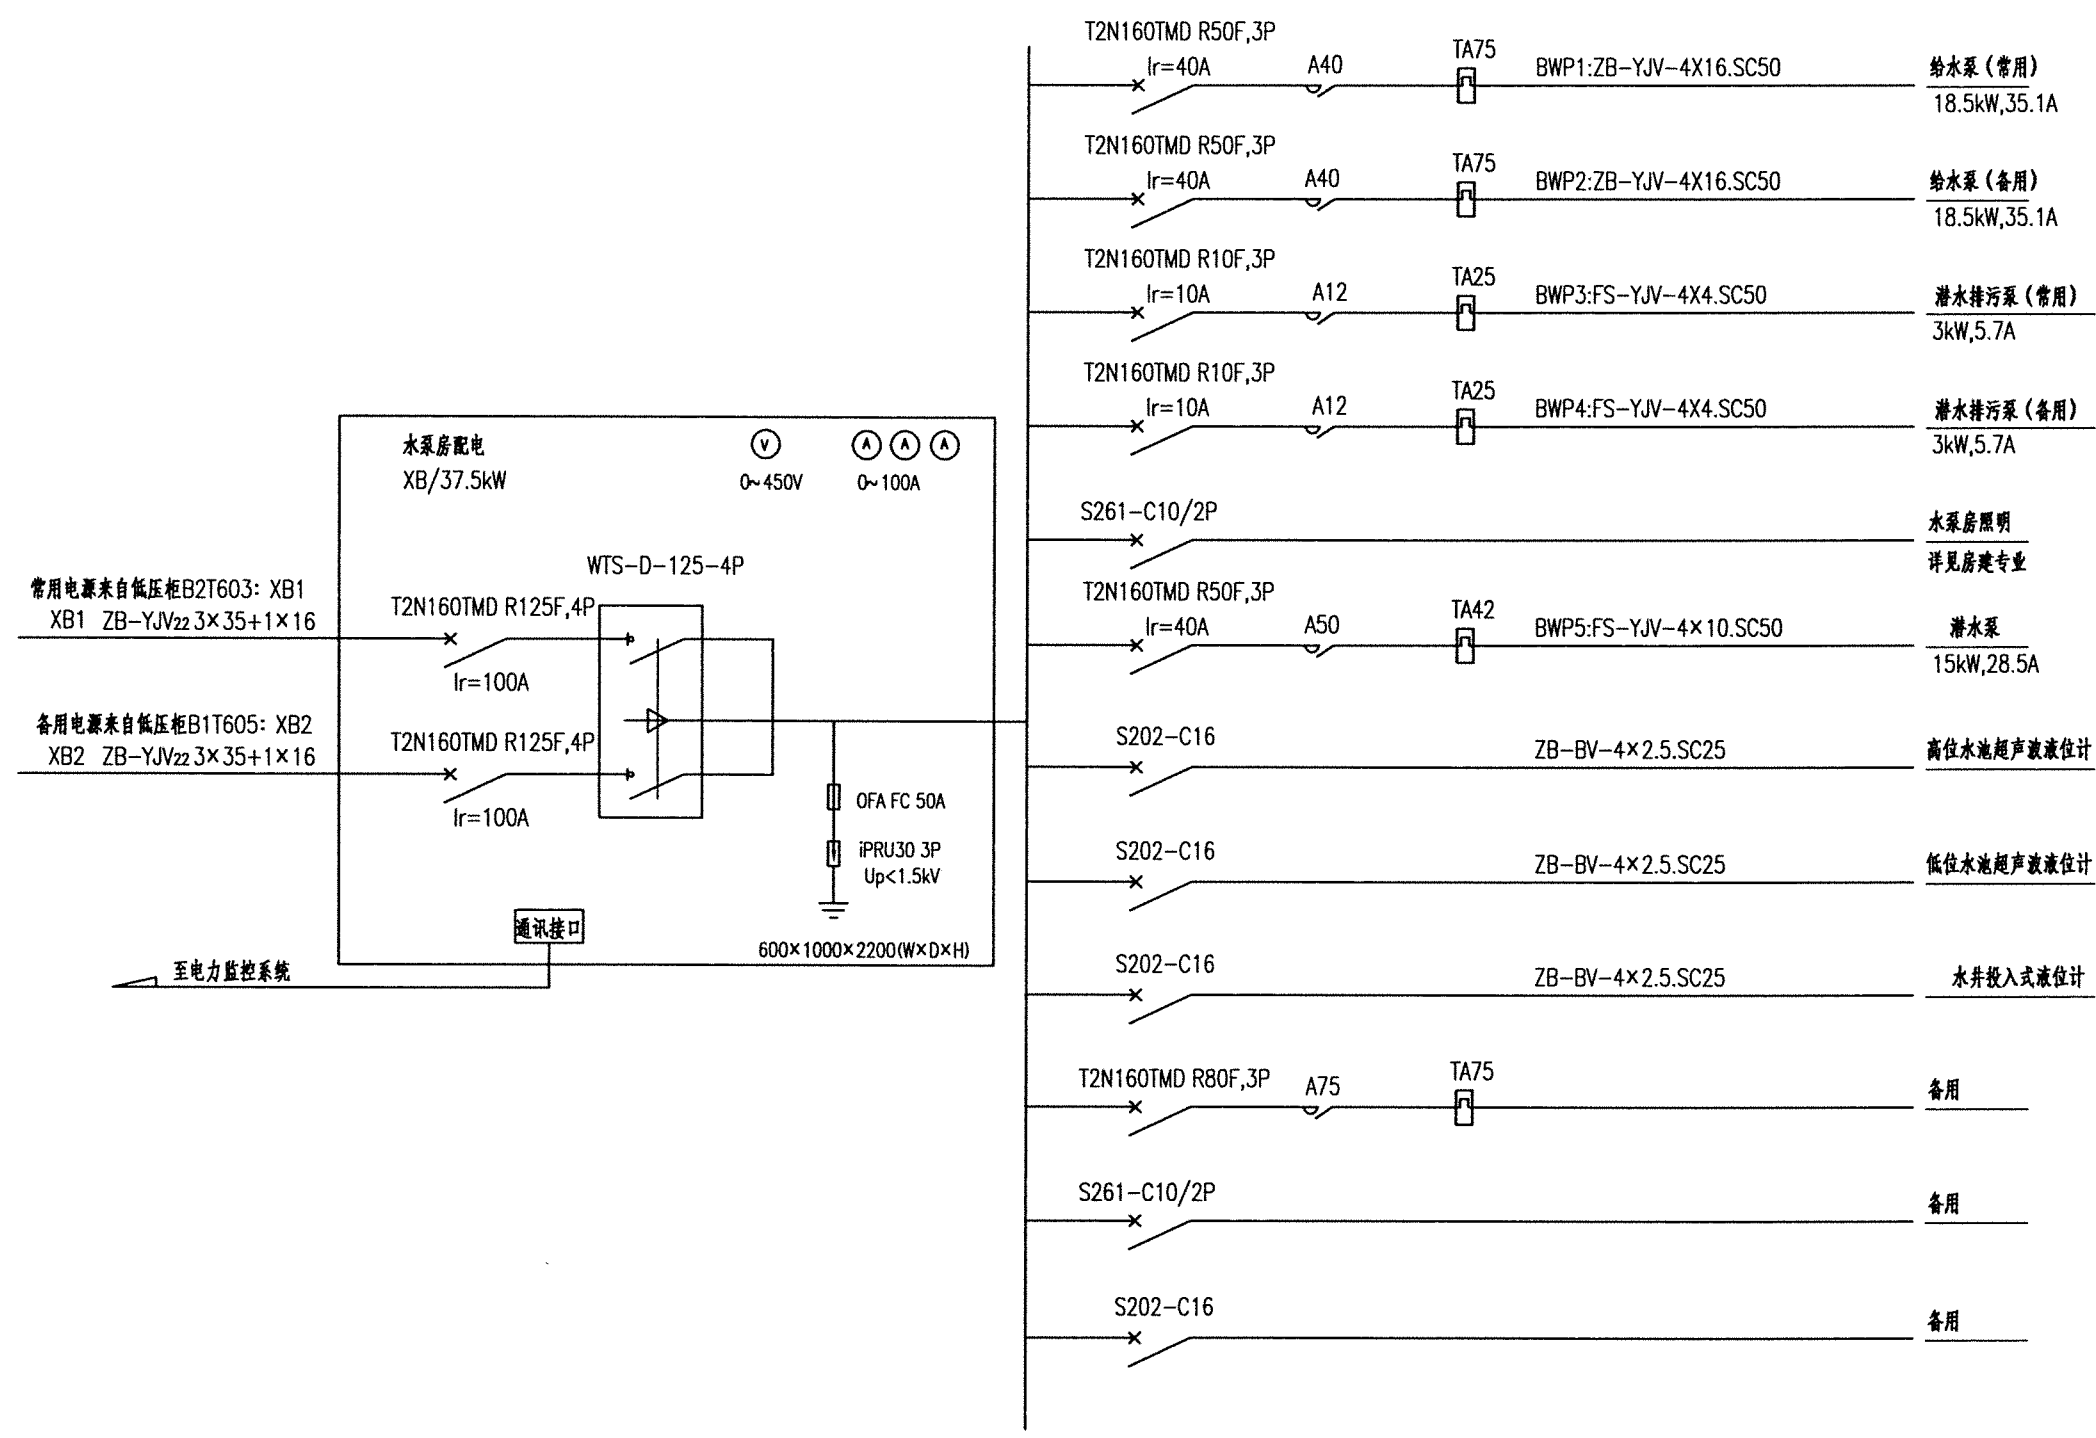 水泵房配电
XB/37.5kW
V
A A A
0~450V
0~100A
WTS-D-125-4P
常用电源来自低压柜B2T603: XB1
XB1 ZB-YJV22 3×35+1×16
T2N160TMD R125F,4P
Ir=100A
备用电源来自低压柜B1T605: XB2
XB2 ZB-YJV22 3×35+1×16
T2N160TMD R125F,4P
Ir=100A
OFA FC 50A
iPRU30 3P
Up<1.5kV
通讯接口
600×1000×2200(W×D×H)
至电力监控系统
T2N160TMD R50F,3P
Ir=40A
A40
TA75
BWP1:ZB-YJV-4X16.SC50
给水泵(常用)
18.5kW,35.1A
T2N160TMD R50F,3P
Ir=40A
A40
TA75
BWP2:ZB-YJV-4X16.SC50
给水泵(备用)
18.5kW,35.1A
T2N160TMD R10F,3P
Ir=10A
A12
TA25
BWP3:FS-YJV-4X4.SC50
潜水排污泵(常用)
3kW,5.7A
T2N160TMD R10F,3P
Ir=10A
A12
TA25
BWP4:FS-YJV-4X4.SC50
潜水排污泵(备用)
3kW,5.7A
S261-C10/2P
水泵房照明
详见房建专业
T2N160TMD R50F,3P
Ir=40A
A50
TA42
BWP5:FS-YJV-4×10.SC50
潜水泵
15kW,28.5A
S202-C16
ZB-BV-4×2.5.SC25
高位水池超声波液位计
S202-C16
ZB-BV-4×2.5.SC25
低位水池超声波液位计
S202-C16
ZB-BV-4×2.5.SC25
水井投入式液位计
T2N160TMD R80F,3P
A75
TA75
备用
S261-C10/2P
备用
S202-C16
备用